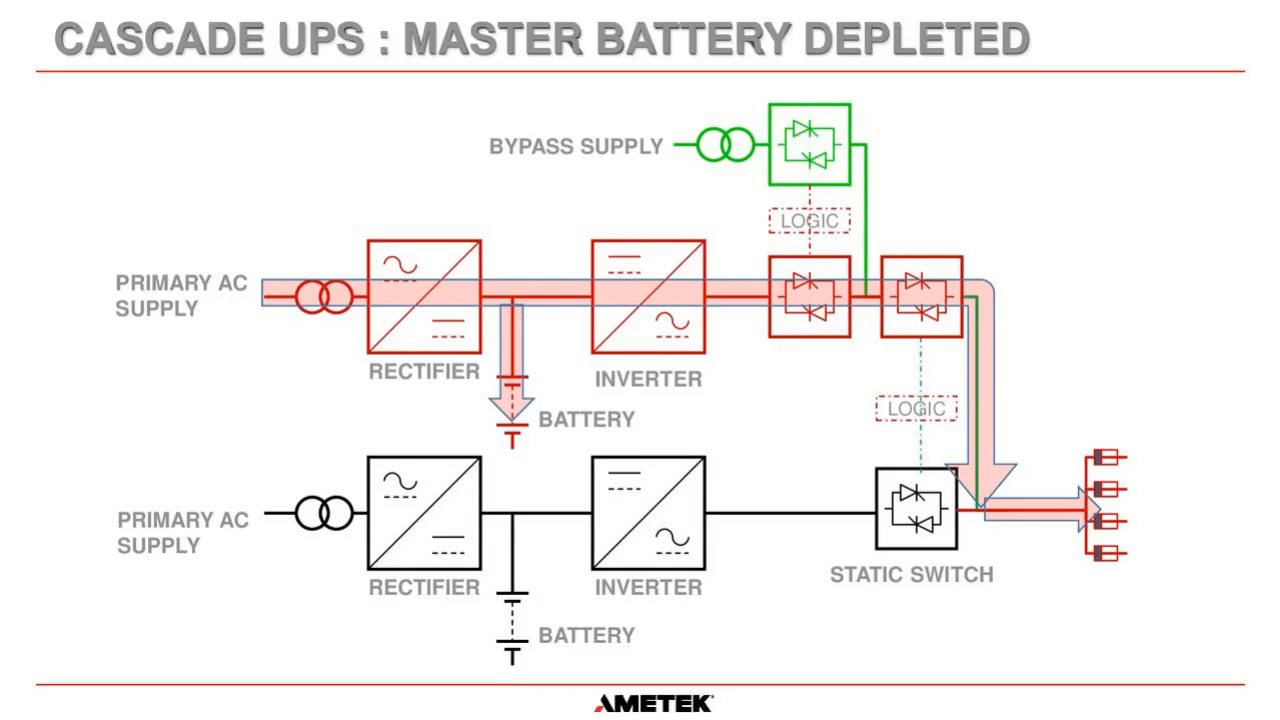 CASCADE UPS : MASTER BATTERY DEPLETED
BYPASS SUPPLY
LOGIC
PRIMARY AC
SUPPLY
RECTIFIER
INVERTER
BATTERY
LOGIC
PRIMARY AC
SUPPLY
RECTIFIER
INVERTER
STATIC SWITCH
BATTERY
AMETEK